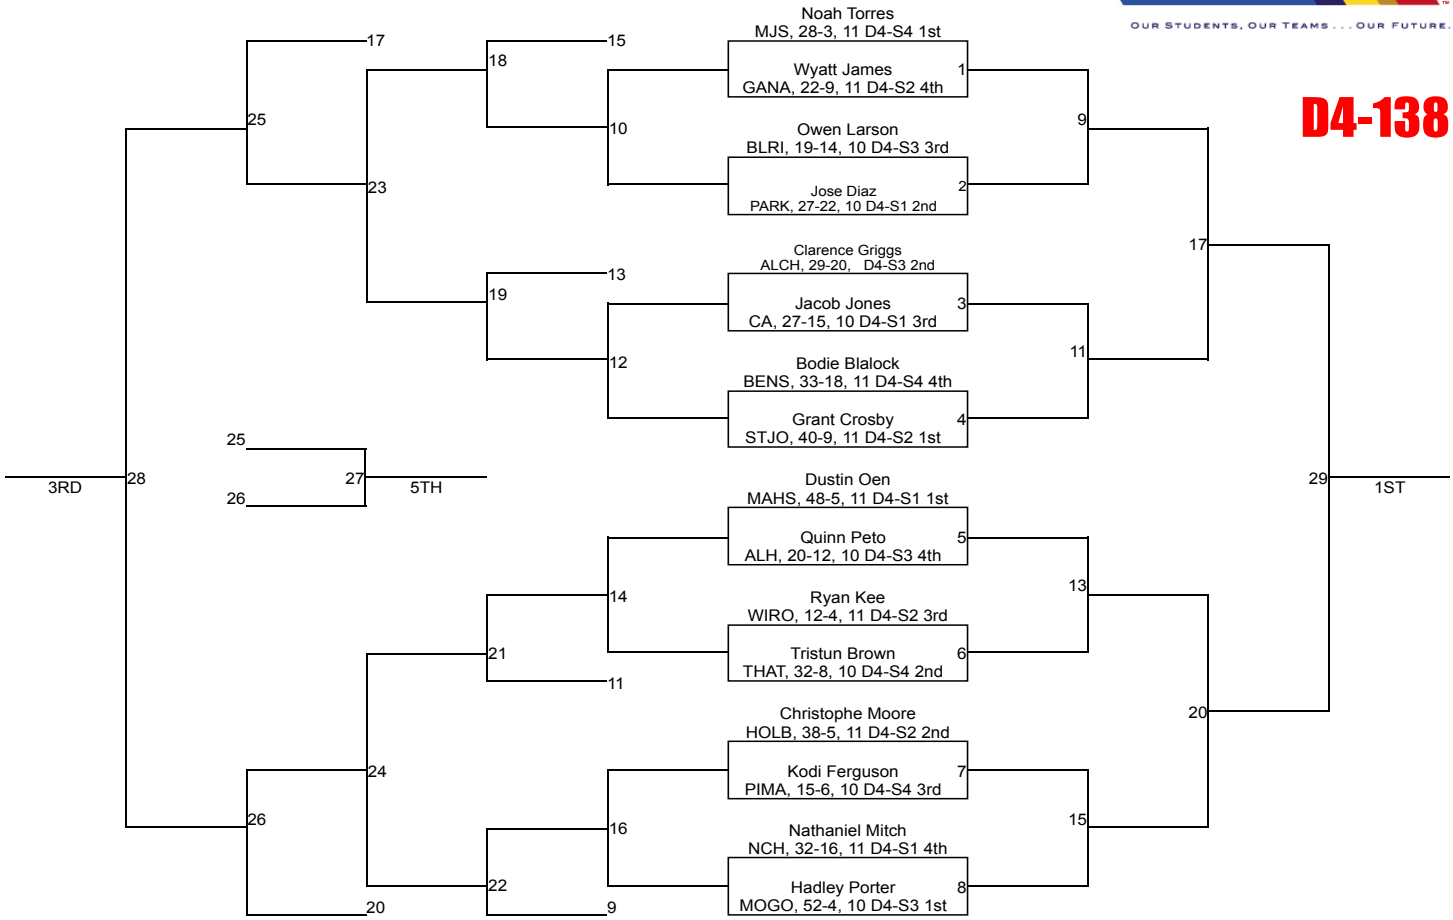 OUR STUDENTS, OUR TEAMS . . . OUR FUTURE.
D4-138
Noah Torres
MJS, 28-3, 11 D4-S4 1st
Wyatt James
GANA, 22-9, 11 D4-S2 4th
1
Owen Larson
BLRI, 19-14, 10 D4-S3 3rd
Jose Diaz
PARK, 27-22, 10 D4-S1 2nd
2
Clarence Griggs
ALCH, 29-20, D4-S3 2nd
Jacob Jones
CA, 27-15, 10 D4-S1 3rd
3
Bodie Blalock
BENS, 33-18, 11 D4-S4 4th
Grant Crosby
STJO, 40-9, 11 D4-S2 1st
4
Dustin Oen
MAHS, 48-5, 11 D4-S1 1st
Quinn Peto
ALH, 20-12, 10 D4-S3 4th
5
Ryan Kee
WIRO, 12-4, 11 D4-S2 3rd
Tristun Brown
THAT, 32-8, 10 D4-S4 2nd
6
Christophe Moore
HOLB, 38-5, 11 D4-S2 2nd
Kodi Ferguson
PIMA, 15-6, 10 D4-S4 3rd
7
Nathaniel Mitch
NCH, 32-16, 11 D4-S1 4th
Hadley Porter
MOGO, 52-4, 10 D4-S3 1st
8
9
11
13
15
17
20
29
1ST
15
10
13
12
14
11
16
9
18
19
21
22
17
23
24
20
25
26
25
26
27
5TH
28
3RD